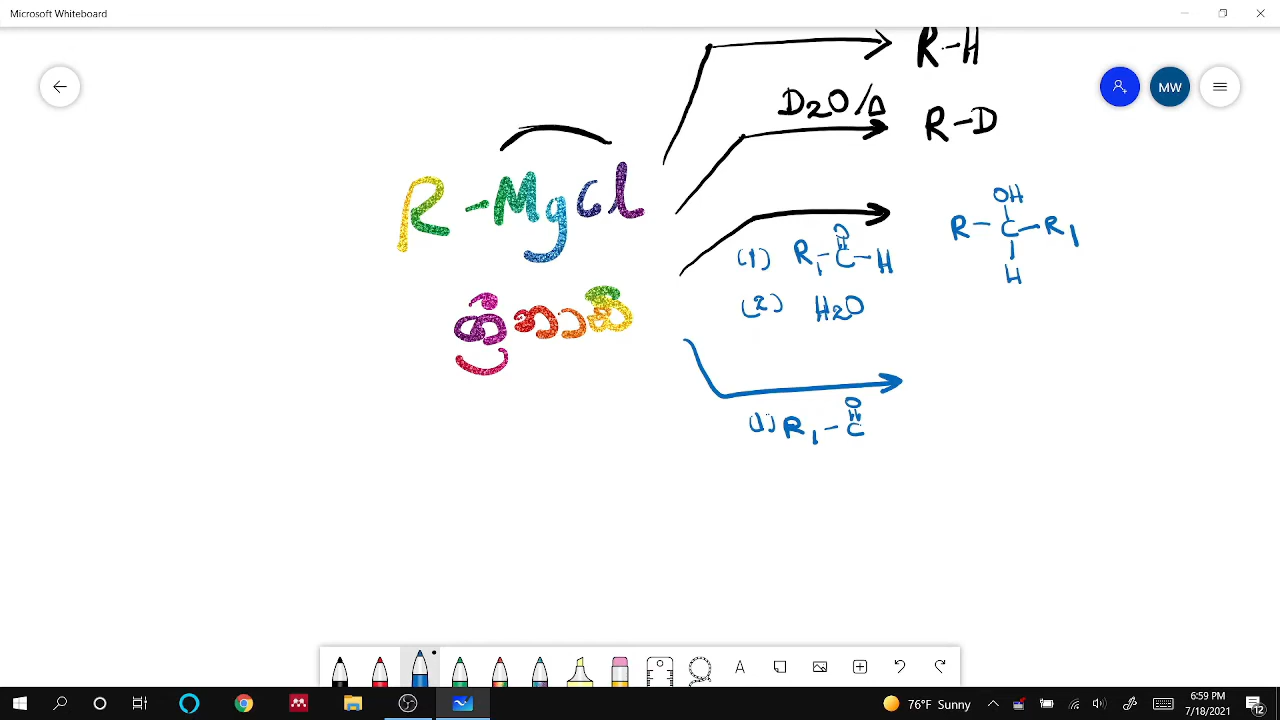 Microsoft Whiteboard
R-H
D2O/Δ
R-D
MW
R-MgCl
OH
R-C-R1
H
O
(1) R1-C-H
(2) H2O
O
(1) R1-C
76°F Sunny
6:59 PM
7/18/2021
12